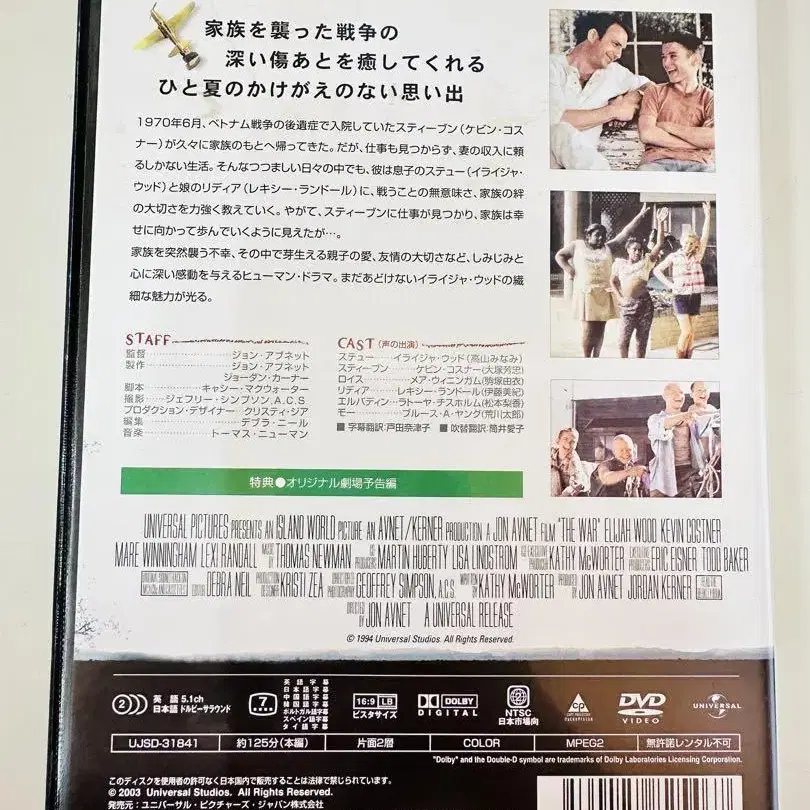 家族を襲った戦争の
深い傷あとを癒してくれる
ひと夏のかけがえのない思い出
1970年6月、ベトナム戦争の後遺症で入院していたスティーブン(ケビン・コス
ナー)が久々に家族のもとへ帰ってきた。だが、仕事も見つからず、妻の収入に頼
るしかない生活。そんなつつましい日々の中でも、彼は息子のステュー(イライジャ・
ウッド)と娘のリディア(レキシー・ランドール)に、戦うことの無意味さ、家族の絆
の大切さを力強く教えていく。やがて、スティーブンに仕事が見つかり、家族は幸
せに向かって歩んでいくように見えたが…。
家族を突然襲う不幸、その中で芽生える親子の愛、友情の大切さなど、しみじみと
心に深い感動を与えるヒューマン・ドラマ。まだあどけないイライジャ・ウッドの繊
細な魅力が光る。
STAFF
監督 ジョン・アブネット
製作 ジョン・アブネット
ジョーダン・カーナー
脚本 キャシー・マクウォーター
撮影 ジェフリー・シンプソン,A.C.S
プロダクション・デザイナー クリスティ・ジア
編集 デブラ・ニール
音楽 トーマス・ニューマン
CAST (声の出演)
ステュー イライジャ・ウッド(高山みなみ)
スティーブン ケビン・コスナー(大塚芳忠)
ロイス メア・ウィニンガム(駒塚由衣)
リディア レキシー・ランドール(伊藤美紀)
エルバディン ラトーヤ・チスホルム(松本梨香)
モー ブルース・A・ヤング(荒川太郎)
■字幕翻訳:戸田奈津子 ■吹替翻訳:筒井愛子
特典●オリジナル劇場予告編
UNIVERSAL PICTURES PRESENTS AN ISLAND WORLD PICTURE AN AVNET/KERNER PRODUCTION A JON AVNET FILM "THE WAR" ELIJAH WOOD KEVIN COSTNER
MARE WINNINGHAM LEXI RANDALL MUSIC BY THOMAS NEWMAN CO-PRODUCERS MARTIN HUBERTY LISA LINDSTROM CO-EXECUTIVE PRODUCER KATHY McWORTER EXECUTIVE PRODUCERS ERIC EISNER TODD BAKER
EDITOR DEBRA NEIL PRODUCTION DESIGNER KRISTI ZEA DIRECTOR OF PHOTOGRAPHY GEOFFREY SIMPSON, A.C.S. WRITTEN BY KATHY McWORTER PRODUCED BY JON AVNET JORDAN KERNER
DIRECTED BY JON AVNET A UNIVERSAL RELEASE
© 1994 Universal Studios. All Rights Reserved.
2 英語 5.1ch
日本語 ドルビーサラウンド
7
英語字幕
日本語字幕
中国語字幕
韓国語字幕
ポルトガル語字幕
スペイン語字幕
タイ語字幕
16:9 LB
ビスタサイズ
DOLBY
DIGITAL
2
NTSC
日本市場向
CP
DVD
VIDEO
UNIVERSAL
UJSD-31841 約125分(本編) 片面2層 COLOR MPEG2 無許諾レンタル不可
"Dolby" and the Double-D symbol are trademarks of Dolby Laboratories Licensing Corporation.
このディスクを使用者の許可なく日本国内で販売することは法律で禁じられています。
© 2003 Universal Studios. All Rights Reserved.
発売元:ユニバーサル・ピクチャーズ・ジャパン株式会社